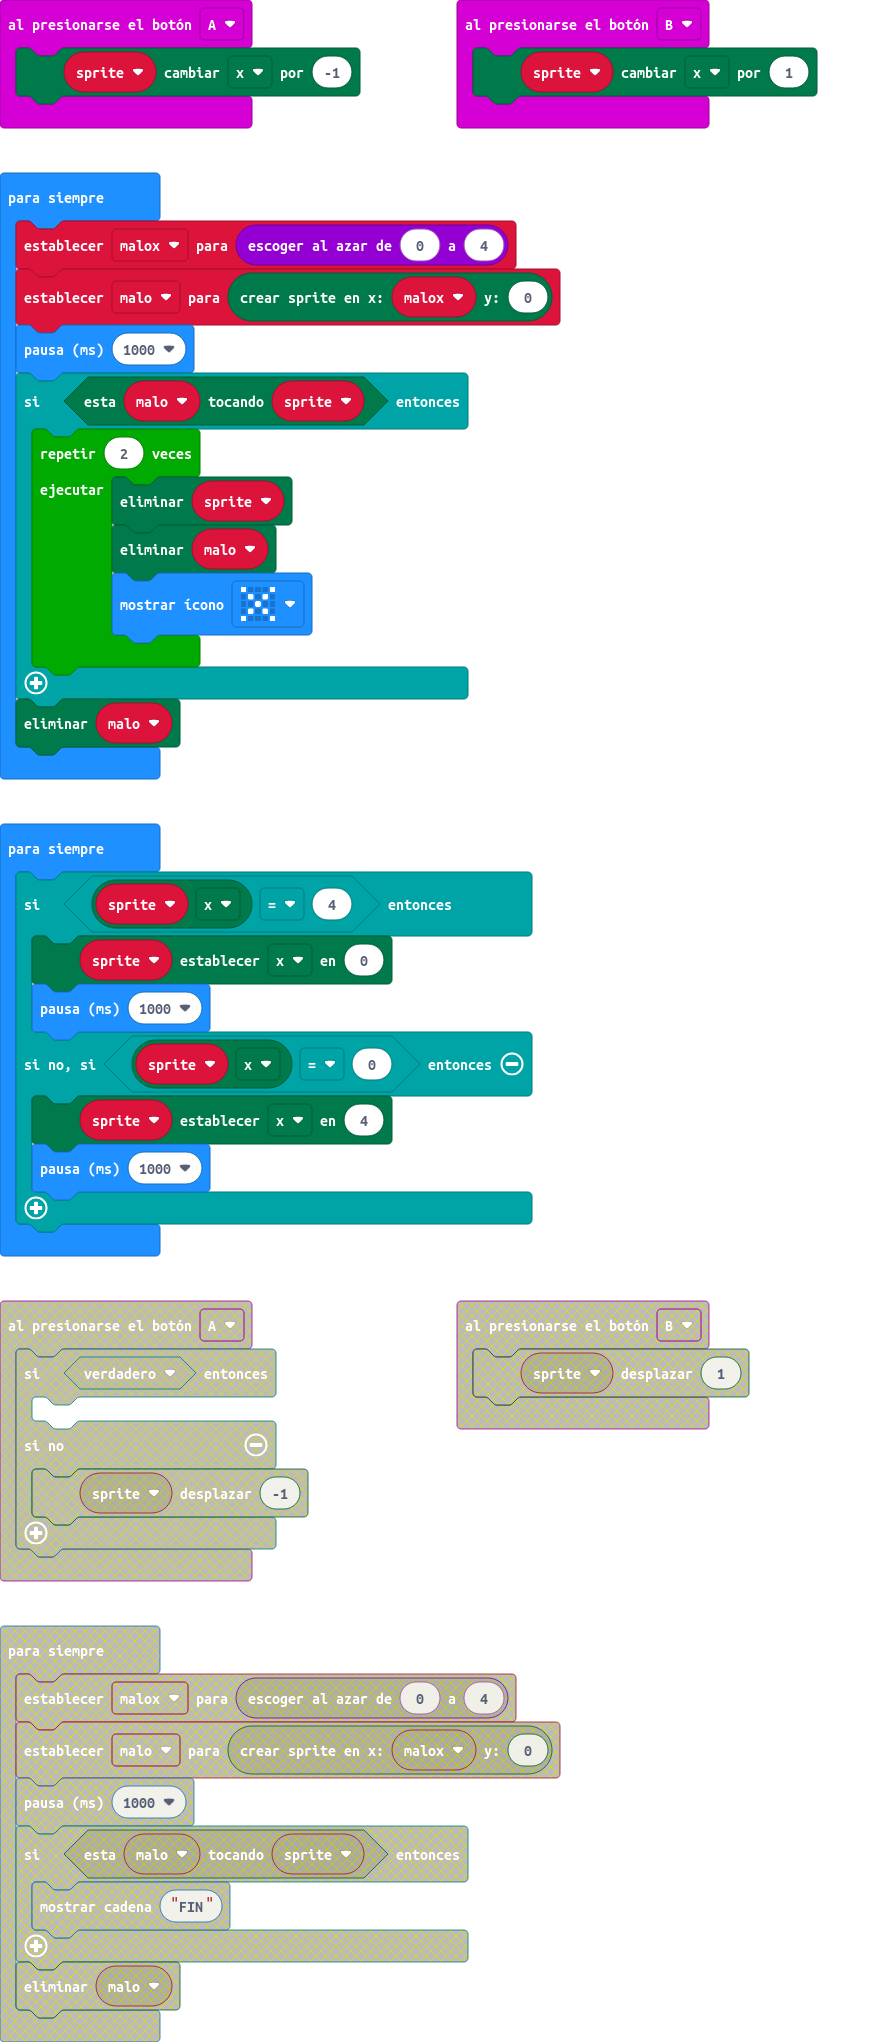 al presionarse el botón A
sprite cambiar x por -1
al presionarse el botón B
sprite cambiar x por 1
para siempre
establecer malox para escoger al azar de 0 a 4
establecer malo para crear sprite en x: malox y: 0
pausa (ms) 1000
si esta malo tocando sprite entonces
repetir 2 veces
ejecutar
eliminar sprite
eliminar malo
mostrar ícono
eliminar malo
para siempre
si sprite x = 4 entonces
sprite establecer x en 0
pausa (ms) 1000
si no, si sprite x = 0 entonces
sprite establecer x en 4
pausa (ms) 1000
al presionarse el botón A
si verdadero entonces
si no
sprite desplazar -1
al presionarse el botón B
sprite desplazar 1
para siempre
establecer malox para escoger al azar de 0 a 4
establecer malo para crear sprite en x: malox y: 0
pausa (ms) 1000
si esta malo tocando sprite entonces
mostrar cadena "FIN"
eliminar malo